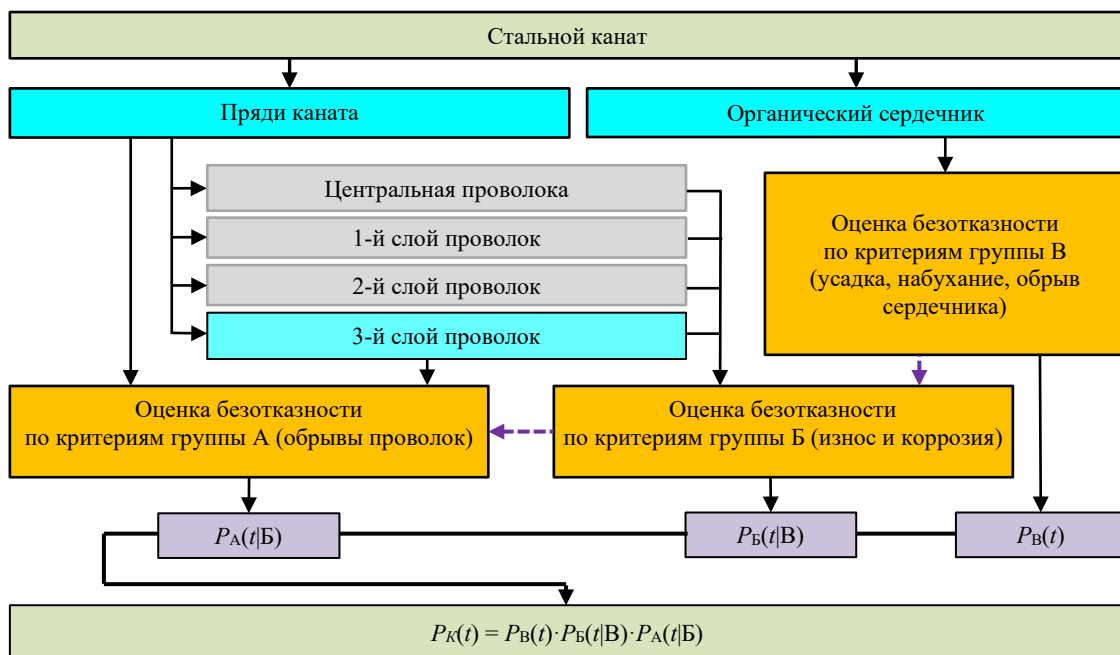 Стальной канат
Пряди каната
Органический сердечник
Центральная проволока
1-й слой проволок
2-й слой проволок
3-й слой проволок
Оценка безотказности
по критериям группы В
(усадка, набухание, обрыв
сердечника)
Оценка безотказности
по критериям группы А (обрывы проволок)
Оценка безотказности
по критериям группы Б (износ и коррозия)
PА(t|Б)
PБ(t|В)
PВ(t)
PК(t) = PВ(t)·PБ(t|В)·PА(t|Б)